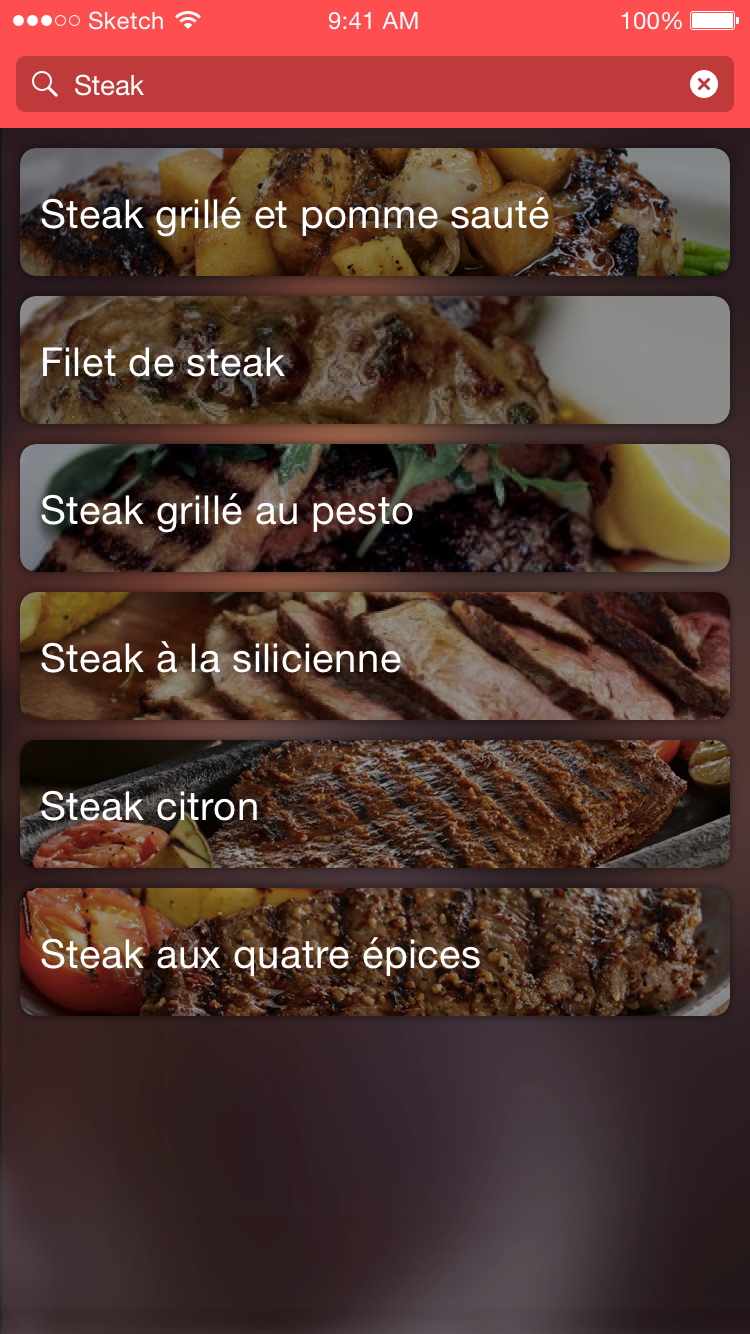 Sketch 9:41 AM 100%
Steak
Steak grillé et pomme sauté
Filet de steak
Steak grillé au pesto
Steak à la silicienne
Steak citron
Steak aux quatre épices